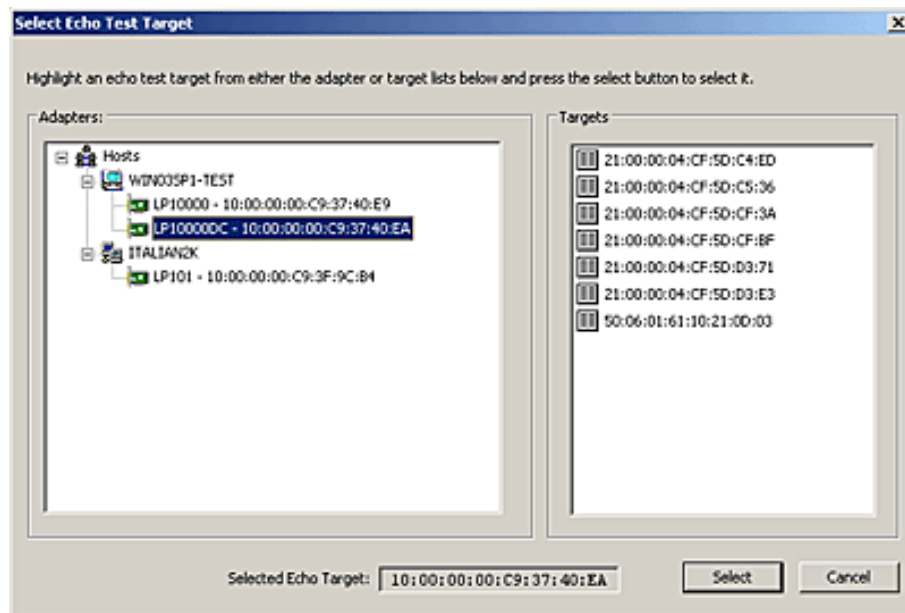 Select Echo Test Target
Highlight an echo test target from either the adapter or target lists below and press the select button to select it.
Adapters:
Hosts
WIN03SP1-TEST
LP10000 - 10:00:00:00:C9:37:40:E9
LP10000DC - 10:00:00:00:C9:37:40:EA
ITALIAN2K
LP101 - 10:00:00:00:C9:3F:9C:B4
Targets
21:00:00:04:CF:5D:C4:ED
21:00:00:04:CF:5D:C5:36
21:00:00:04:CF:5D:CF:3A
21:00:00:04:CF:5D:CF:BF
21:00:00:04:CF:5D:D3:71
21:00:00:04:CF:5D:D3:E3
50:06:01:61:10:21:0D:03
Selected Echo Target: 10:00:00:00:C9:37:40:EA
Select
Cancel